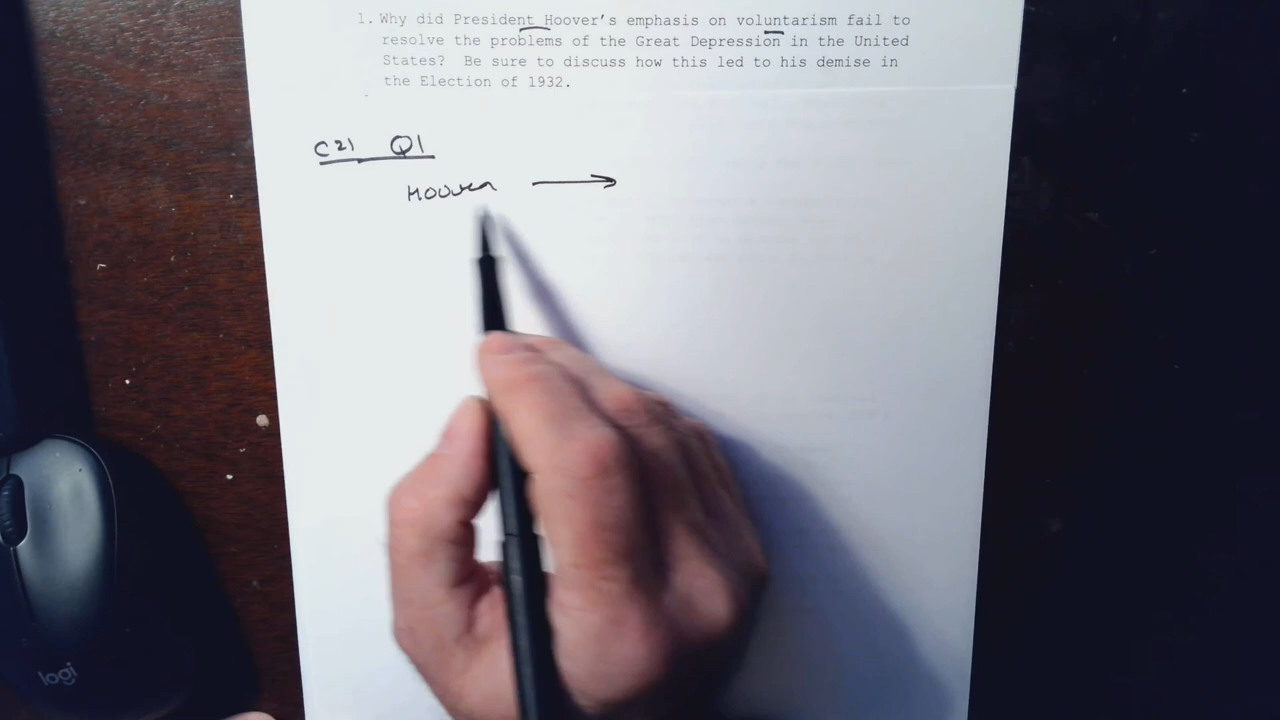 1. Why did President Hoover's emphasis on voluntarism fail to
resolve the problems of the Great Depression in the United
States? Be sure to discuss how this led to his demise in
the Election of 1932.
C21 Q1
Hoover →
logi